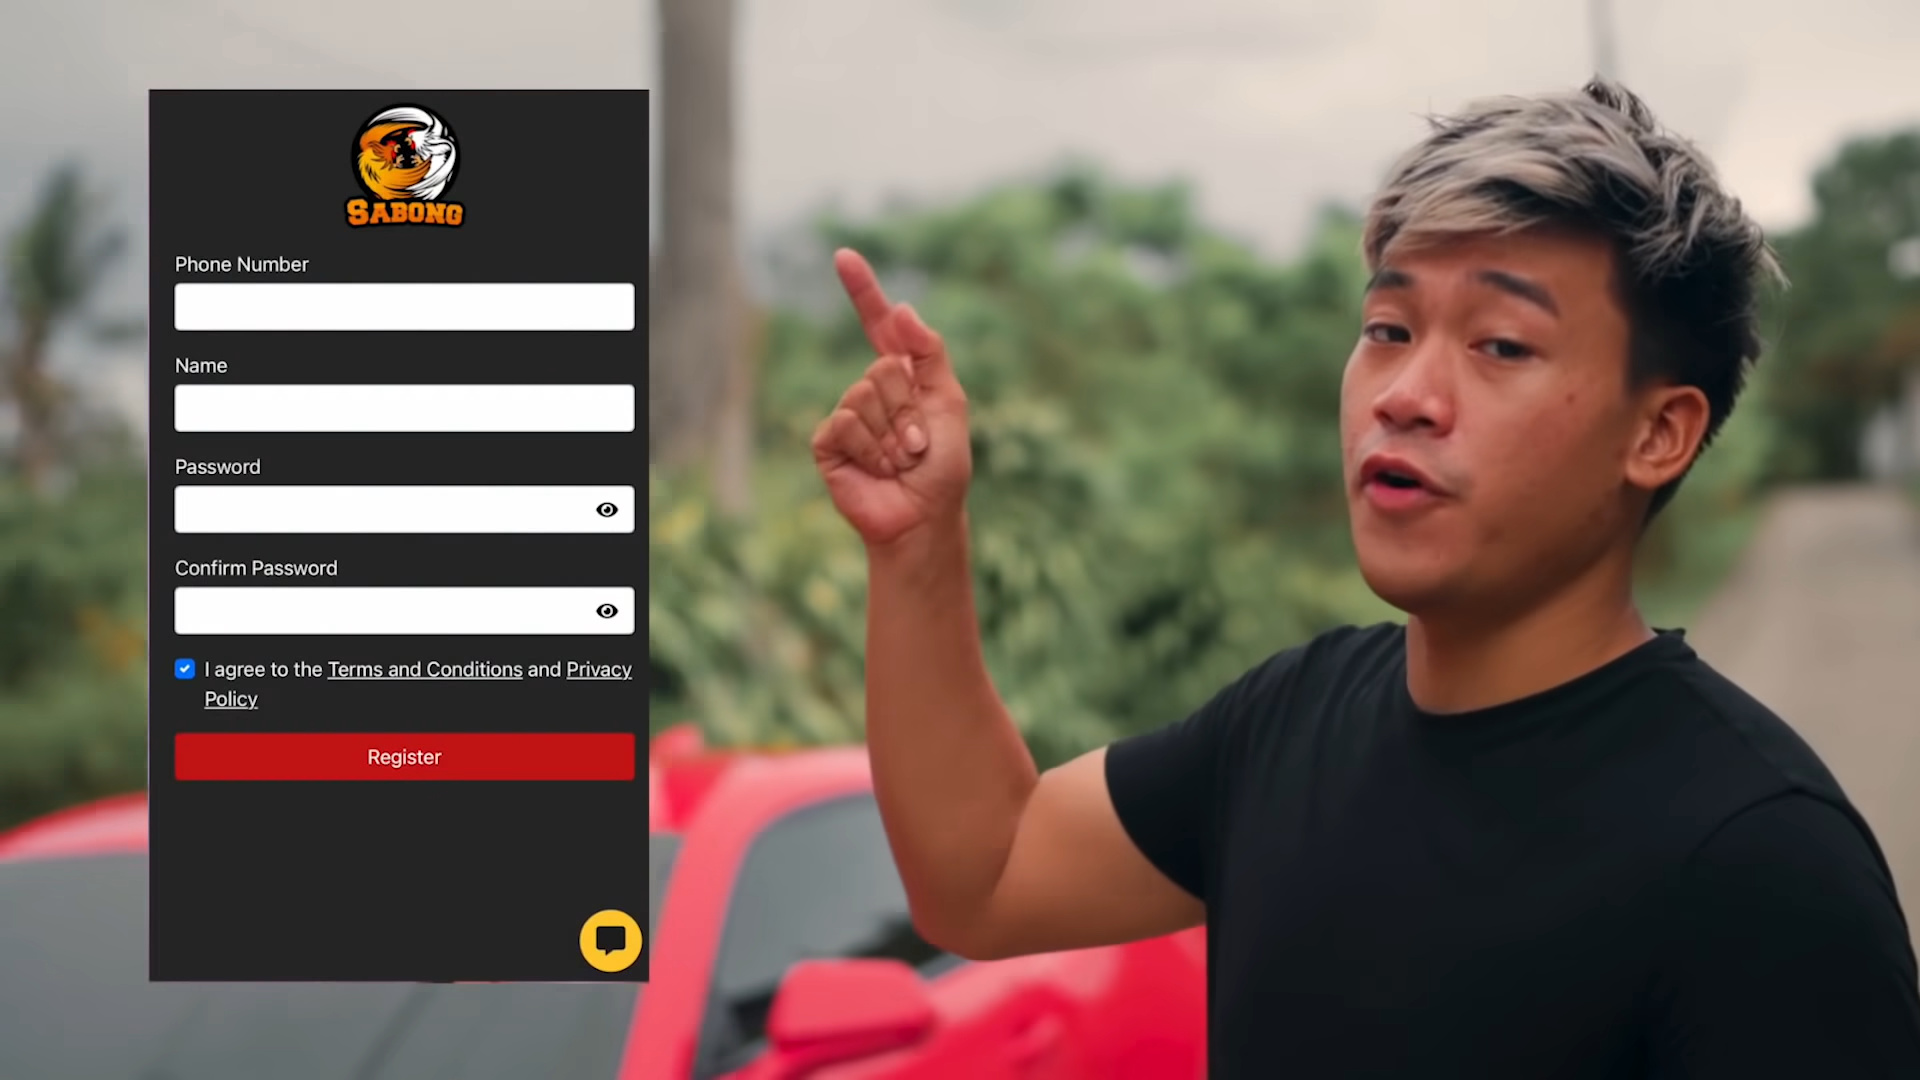 SABONG
Phone Number
Name
Password
Confirm Password
I agree to the Terms and Conditions and Privacy
Policy
Register